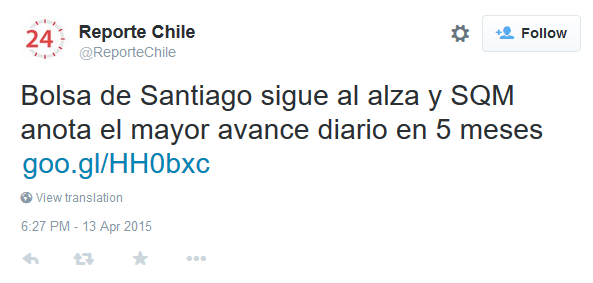 24
Reporte Chile
@ReporteChile
Follow
Bolsa de Santiago sigue al alza y SQM
anota el mayor avance diario en 5 meses
goo.gl/HH0bxc
View translation
6:27 PM - 13 Apr 2015